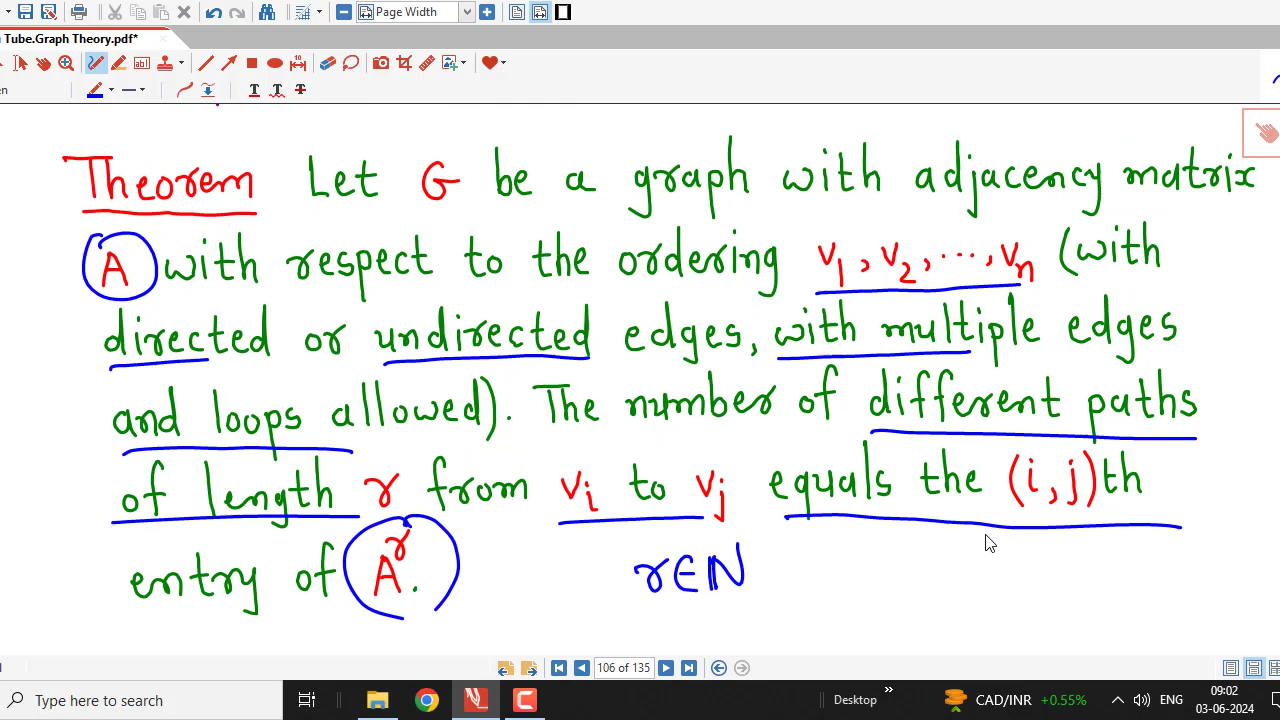 Page Width
Tube.Graph Theory.pdf*
Theorem Let G be a graph with adjacency matrix
A with respect to the ordering v1, v2, ..., vn (with
directed or undirected edges, with multiple edges
and loops allowed). The number of different paths
of length r from vi to vj equals the (i, j)th
entry of A^r. r∈N
106 of 135
Type here to search
Desktop
CAD/INR +0.55%
ENG
09:02
03-06-2024